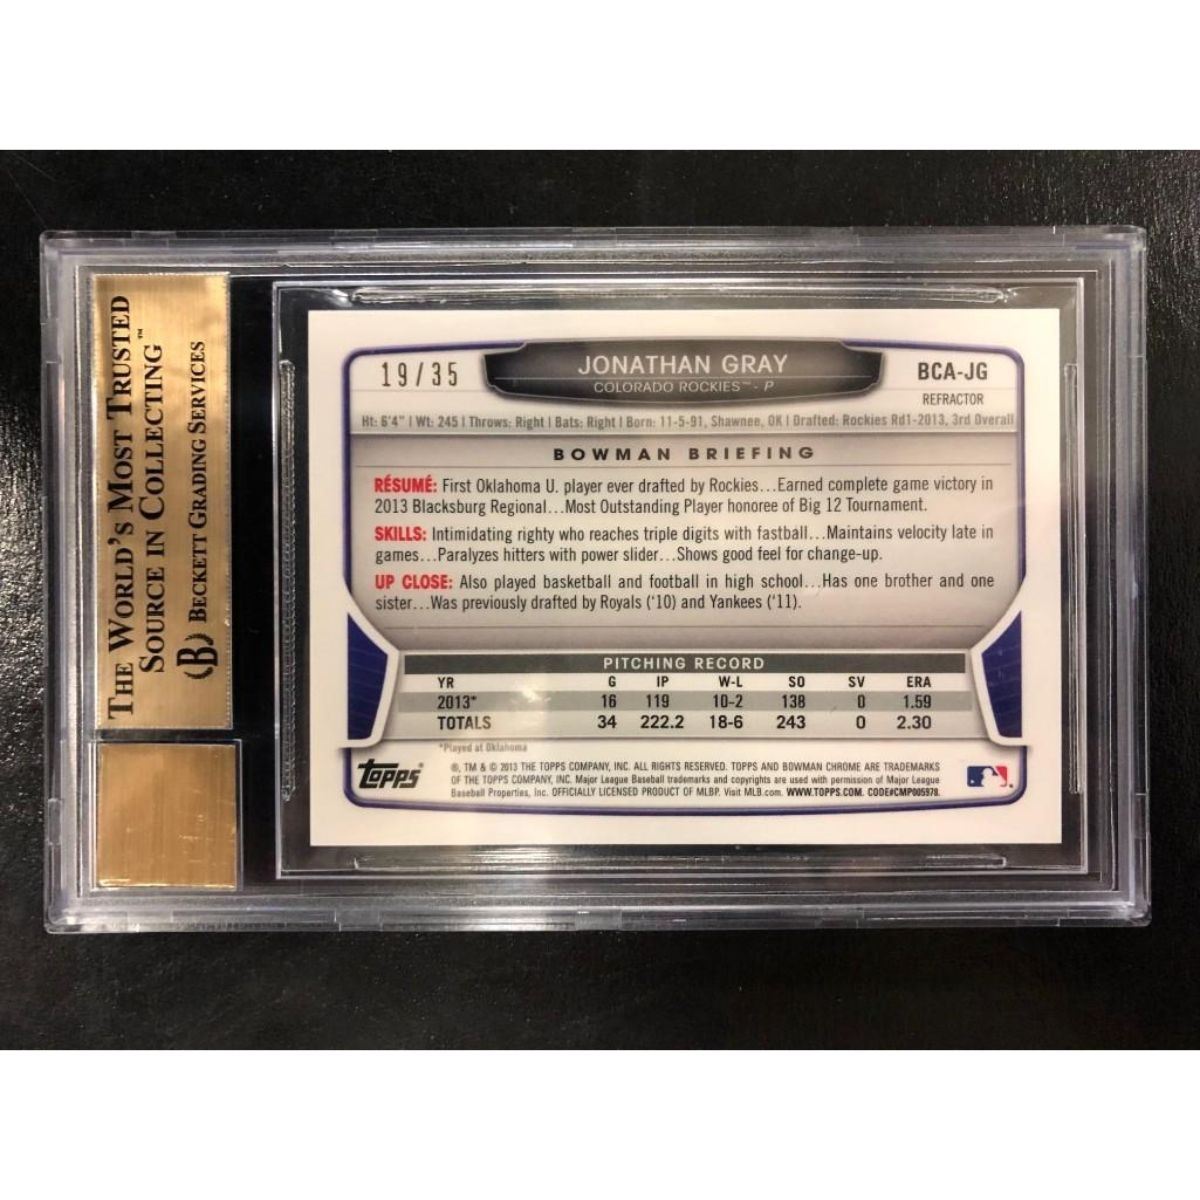 THE WORLD'S MOST TRUSTED
SOURCE IN COLLECTING™
B BECKETT GRADING SERVICES
19/35
JONATHAN GRAY
COLORADO ROCKIES™ - P
BCA-JG
REFRACTOR
Ht: 6'4" | Wt: 245 | Throws: Right | Bats: Right | Born: 11-5-91, Shawnee, OK | Drafted: Rockies Rd1-2013, 3rd Overall
BOWMAN BRIEFING
RÉSUMÉ: First Oklahoma U. player ever drafted by Rockies...Earned complete game victory in
2013 Blacksburg Regional...Most Outstanding Player honoree of Big 12 Tournament.
SKILLS: Intimidating righty who reaches triple digits with fastball...Maintains velocity late in
games...Paralyzes hitters with power slider...Shows good feel for change-up.
UP CLOSE: Also played basketball and football in high school...Has one brother and one
sister...Was previously drafted by Royals ('10) and Yankees ('11).
PITCHING RECORD
YR G IP W-L SO SV ERA
2013* 16 119 10-2 138 0 1.59
TOTALS 34 222.2 18-6 243 0 2.30
*Played at Oklahoma
topps®
®, TM & © 2013 THE TOPPS COMPANY, INC. ALL RIGHTS RESERVED. TOPPS AND BOWMAN CHROME ARE TRADEMARKS
OF THE TOPPS COMPANY, INC. Major League Baseball trademarks and copyrights are used with permission of Major League
Baseball Properties, Inc. OFFICIALLY LICENSED PRODUCT OF MLBP. Visit MLB.com. WWW.TOPPS.COM. CODE#CMP005978.